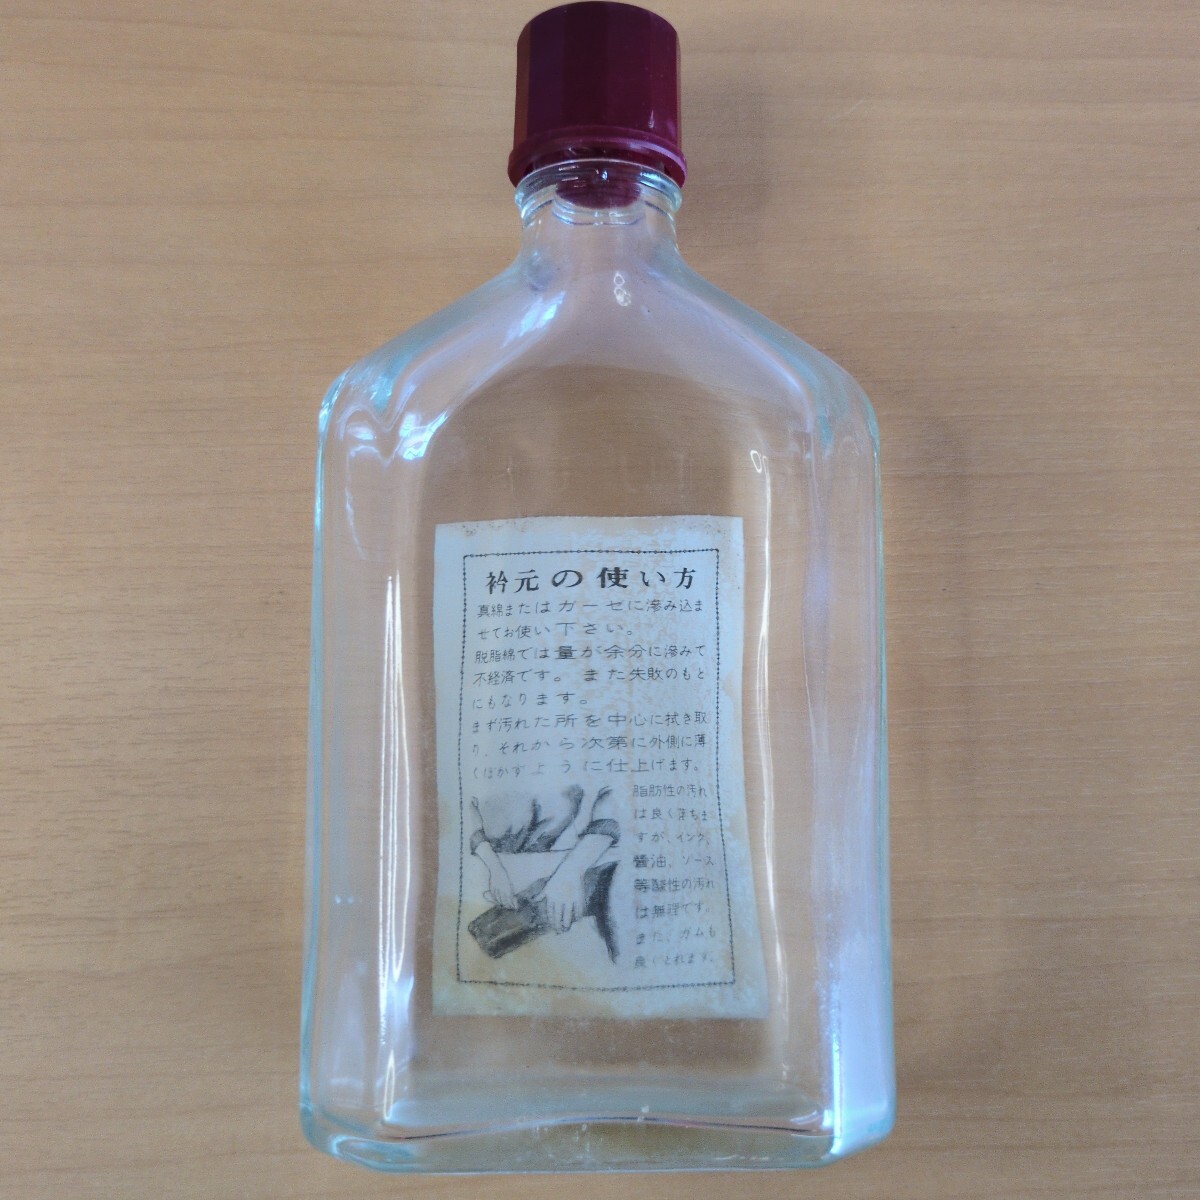 衿元の使い方
真綿またはガーゼに滲み込ま
せてお使い下さい。
脱脂綿では量が余分に滲みて
不経済です。また失敗のもと
にもなります。
まず汚れた所を中心に拭き取
り、それから次第に外側に薄
くぼかすように仕上げます。
脂肪性の汚れ
は良く落ちま
すが、インク、
醤油、ソース
等酸性の汚れ
は無理です。
また、ガムも
良くとれます。